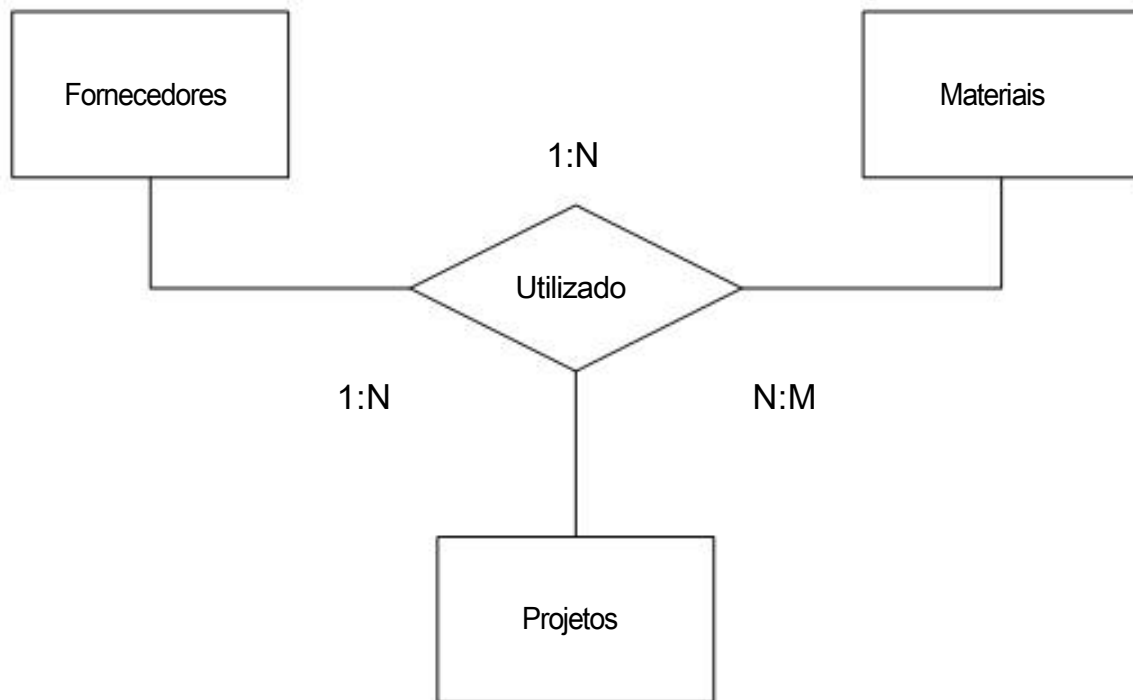 Fornecedores
Materiais
1:N
Utilizado
1:N
N:M
Projetos